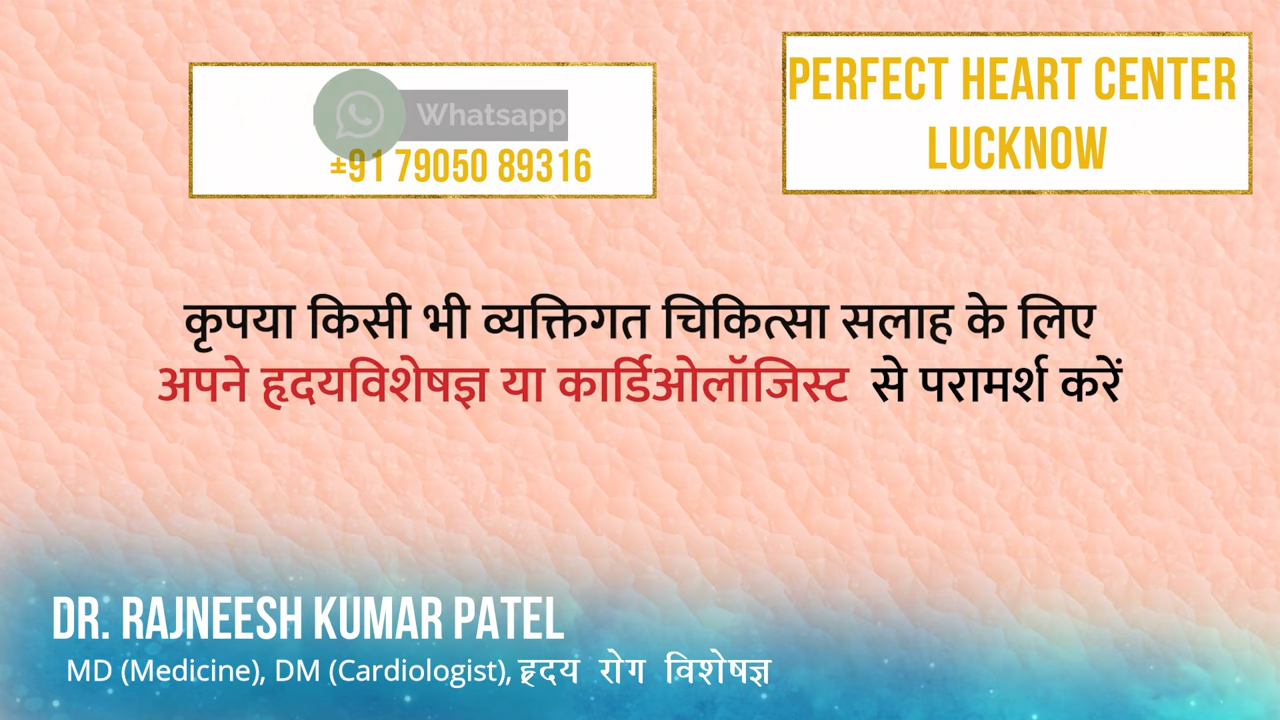 Whatsapp
+91 79050 89316
PERFECT HEART CENTER
LUCKNOW
कृपया किसी भी व्यक्तिगत चिकित्सा सलाह के लिए
अपने हृदयविशेषज्ञ या कार्डिओलॉजिस्ट से परामर्श करें
DR. RAJNEESH KUMAR PATEL
MD (Medicine), DM (Cardiologist), हृदय रोग विशेषज्ञ